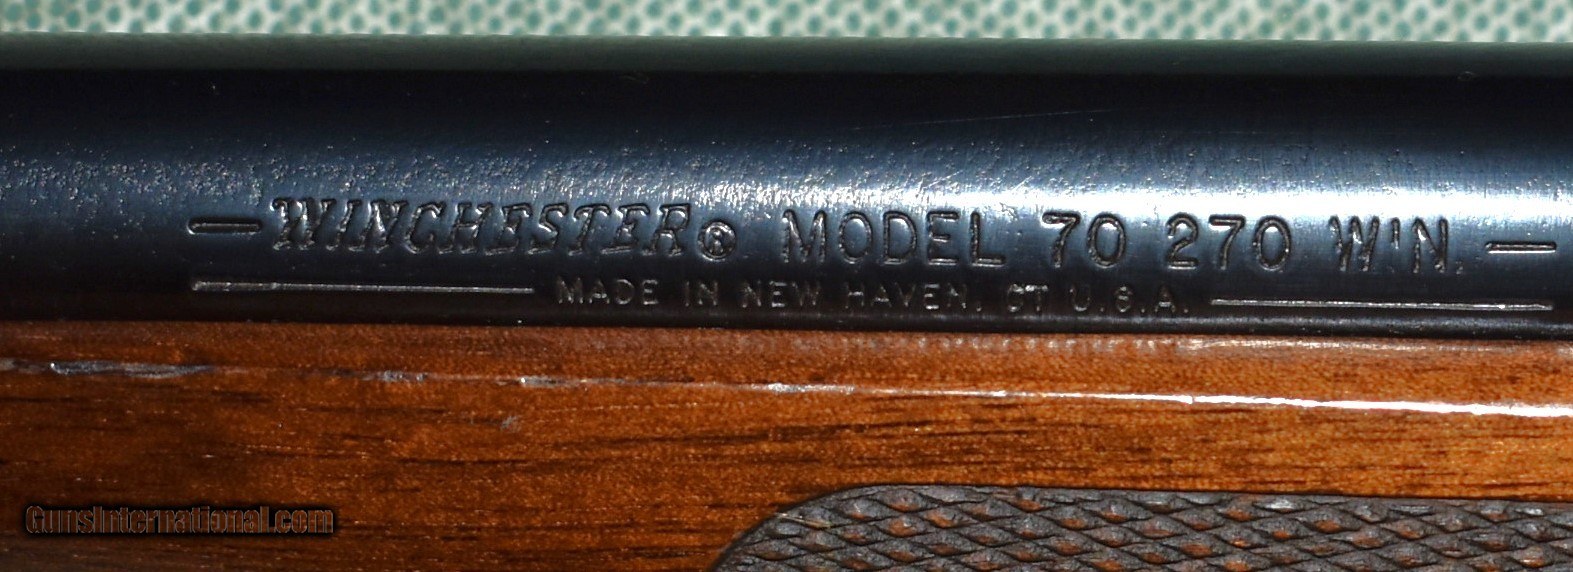 — WINCHESTER® MODEL 70 270 WIN. —
MADE IN NEW HAVEN, CT U.S.A.
GunsInternational.com